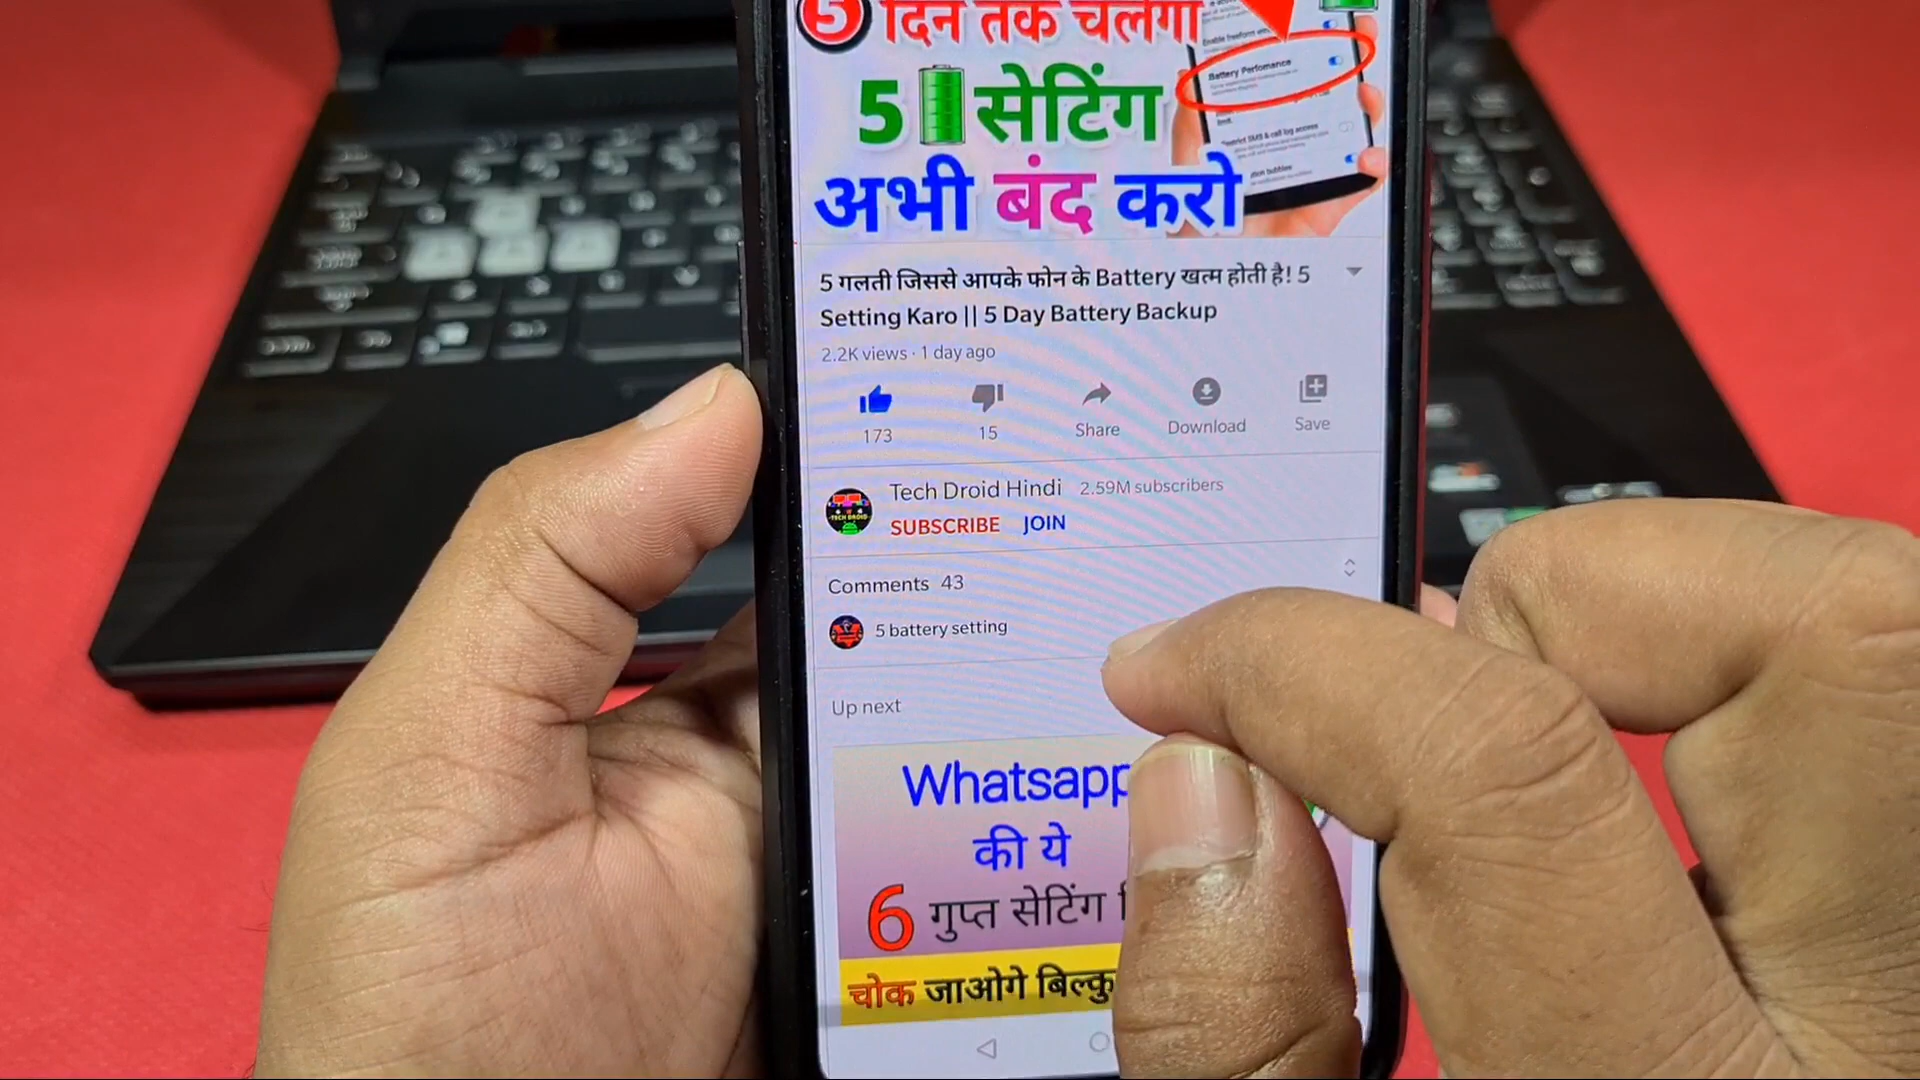 5 दिन तक चलेगा
5 सेटिंग
अभी बंद करो
Battery Perfomance
5 गलती जिससे आपके फोन के Battery खत्म होती है! 5
Setting Karo || 5 Day Battery Backup
2.2K views · 1 day ago
173 15 Share Download Save
Tech Droid Hindi 2.59M subscribers
SUBSCRIBE JOIN
Comments 43
5 battery setting
Up next
Whatsapp
की ये
6 गुप्त सेटिंग
चोक जाओगे